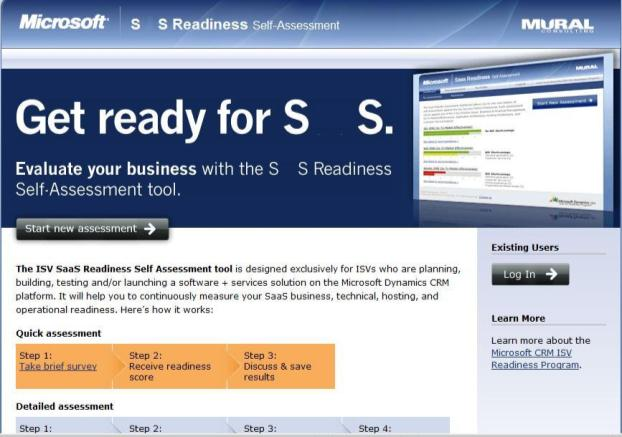 Microsoft S S Readiness Self-Assessment
MURAL
CONSULTING
Get ready for S S.
Evaluate your business with the S S Readiness
Self-Assessment tool.
Start new assessment
Existing Users
Log In
The ISV SaaS Readiness Self Assessment tool is designed exclusively for ISVs who are planning,
building, testing and/or launching a software + services solution on the Microsoft Dynamics CRM
platform. It will help you to continuously measure your SaaS business, technical, hosting, and
operational readiness. Here's how it works:
Learn More
Learn more about the
Microsoft CRM ISV
Readiness Program.
Quick assessment
Step 1:
Take brief survey
Step 2:
Receive readiness
score
Step 3:
Discuss & save
results
Detailed assessment
Step 1: Step 2: Step 3: Step 4: